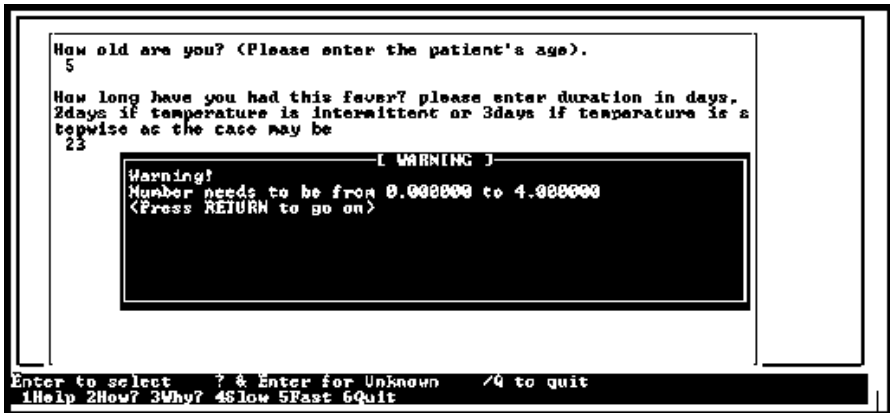 How old are you? (Please enter the patient's age).
5
How long have you had this fever? please enter duration in days,
2days if temperature is intermittent or 3days if temperature is s
tepwise as the case may be
23
[ WARNING ]
Warning!
Number needs to be from 0.000000 to 4.000000
<Press RETURN to go on>
Enter to select ? & Enter for Unknown /Q to quit
1Help 2How? 3Why? 4Slow 5Fast 6Quit